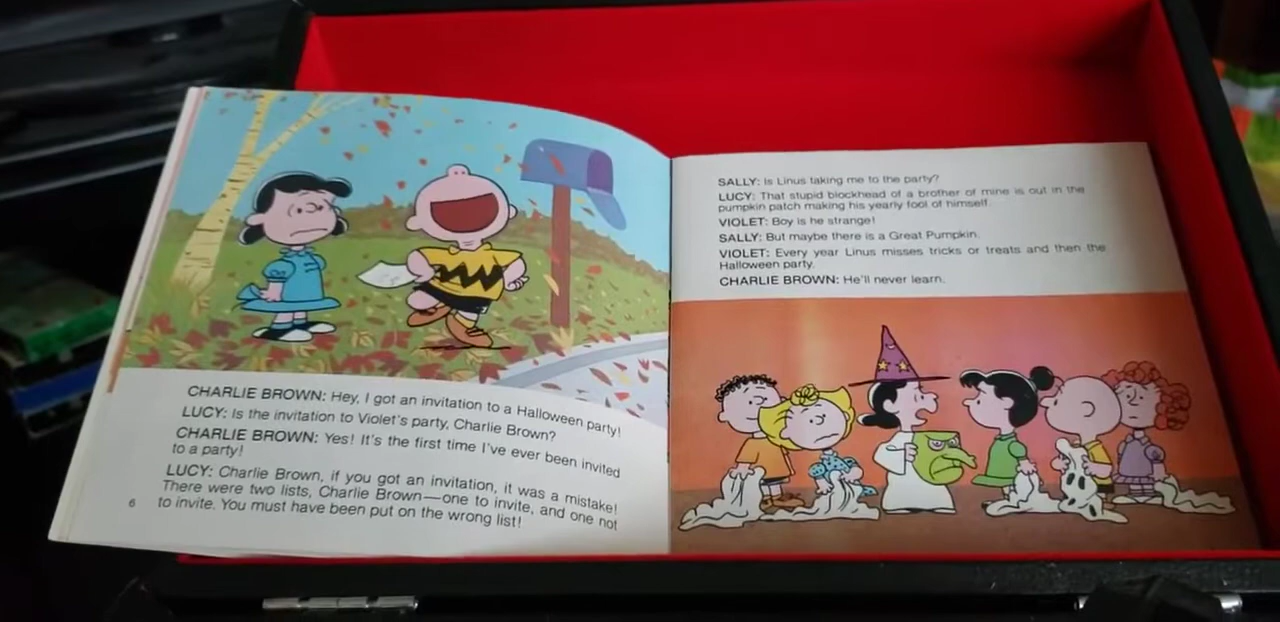 CHARLIE BROWN: Hey, I got an invitation to a Halloween party!
LUCY: Is the invitation to Violet's party, Charlie Brown?
CHARLIE BROWN: Yes! It's the first time I've ever been invited
to a party!
LUCY: Charlie Brown, if you got an invitation, it was a mistake!
There were two lists, Charlie Brown—one to invite, and one not
to invite. You must have been put on the wrong list!
6
SALLY: Is Linus taking me to the party?
LUCY: That stupid blockhead of a brother of mine is out in the
pumpkin patch making his yearly fool of himself.
VIOLET: Boy is he strange!
SALLY: But maybe there is a Great Pumpkin.
VIOLET: Every year Linus misses tricks or treats and then the
Halloween party.
CHARLIE BROWN: He'll never learn.